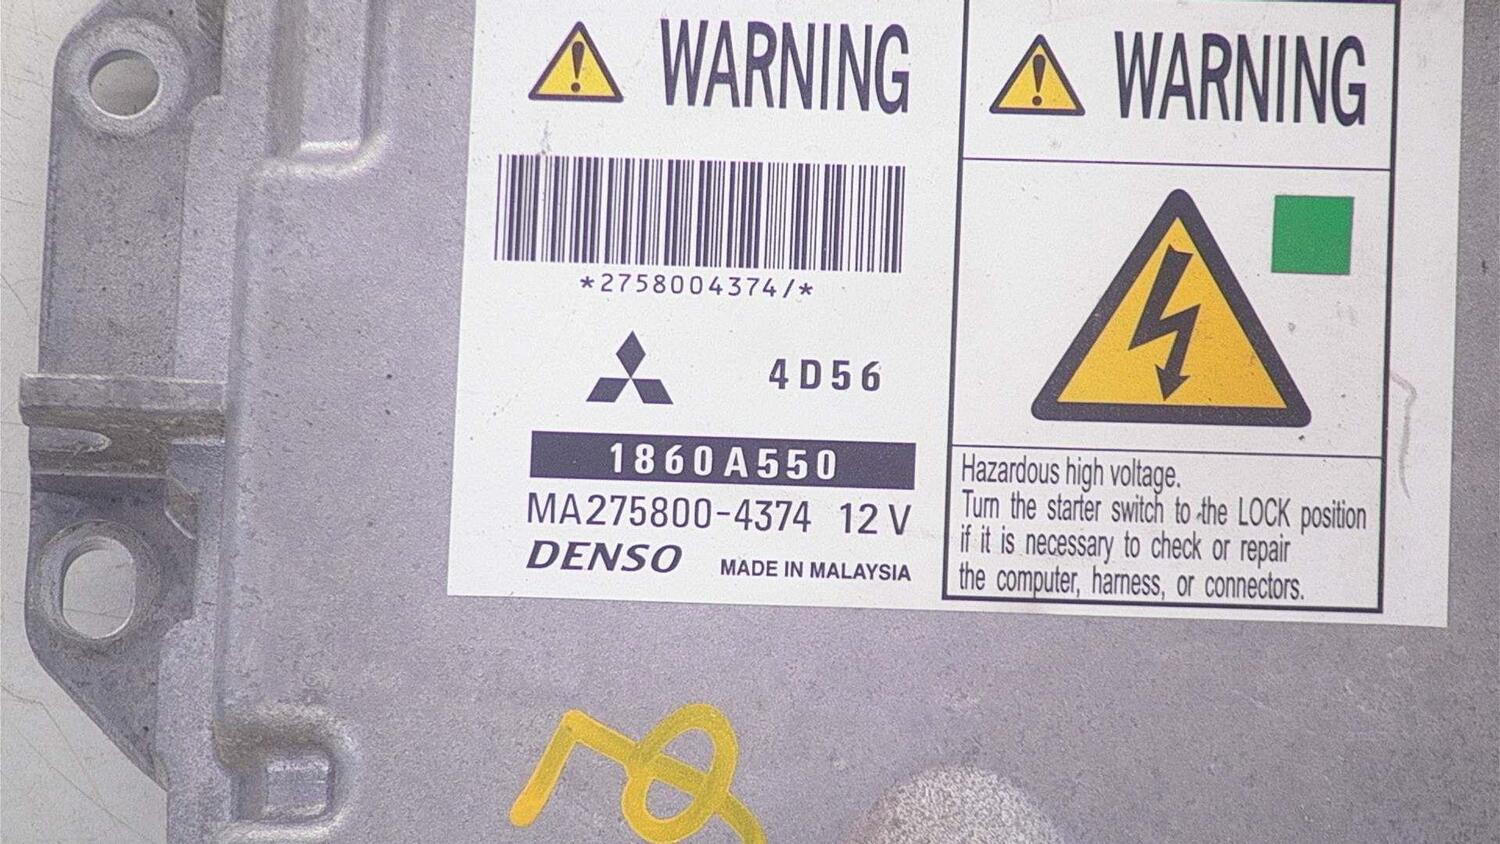 WARNING
*2758004374/*
4D56
1860A550
MA275800-4374 12V
DENSO MADE IN MALAYSIA
WARNING
Hazardous high voltage.
Turn the starter switch to the LOCK position
if it is necessary to check or repair
the computer, harness, or connectors.